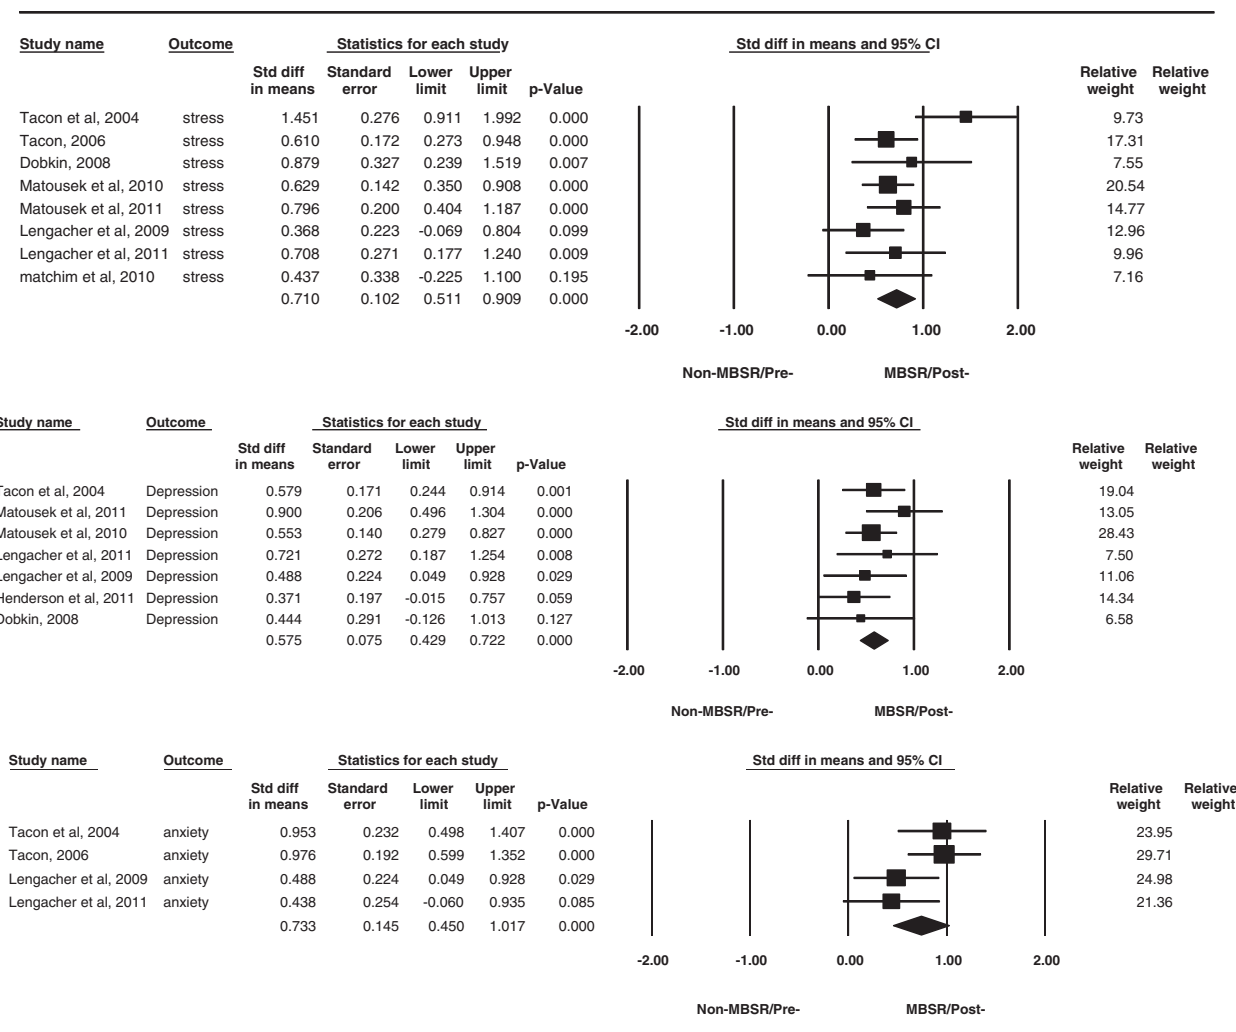 Study name Outcome Statistics for each study Std diff in means and 95% CI
Std diff in means Standard error Lower limit Upper limit p-Value Relative weight Relative weight
Tacon et al, 2004 stress 1.451 0.276 0.911 1.992 0.000 9.73
Tacon, 2006 stress 0.610 0.172 0.273 0.948 0.000 17.31
Dobkin, 2008 stress 0.879 0.327 0.239 1.519 0.007 7.55
Matousek et al, 2010 stress 0.629 0.142 0.350 0.908 0.000 20.54
Matousek et al, 2011 stress 0.796 0.200 0.404 1.187 0.000 14.77
Lengacher et al, 2009 stress 0.368 0.223 -0.069 0.804 0.099 12.96
Lengacher et al, 2011 stress 0.708 0.271 0.177 1.240 0.009 9.96
matchim et al, 2010 stress 0.437 0.338 -0.225 1.100 0.195 7.16
0.710 0.102 0.511 0.909 0.000
-2.00 -1.00 0.00 1.00 2.00
Non-MBSR/Pre- MBSR/Post-
Study name Outcome Statistics for each study Std diff in means and 95% CI
Std diff in means Standard error Lower limit Upper limit p-Value Relative weight Relative weight
Tacon et al, 2004 Depression 0.579 0.171 0.244 0.914 0.001 19.04
Matousek et al, 2011 Depression 0.900 0.206 0.496 1.304 0.000 13.05
Matousek et al, 2010 Depression 0.553 0.140 0.279 0.827 0.000 28.43
Lengacher et al, 2011 Depression 0.721 0.272 0.187 1.254 0.008 7.50
Lengacher et al, 2009 Depression 0.488 0.224 0.049 0.928 0.029 11.06
Henderson et al, 2011 Depression 0.371 0.197 -0.015 0.757 0.059 14.34
Dobkin, 2008 Depression 0.444 0.291 -0.126 1.013 0.127 6.58
0.575 0.075 0.429 0.722 0.000
-2.00 -1.00 0.00 1.00 2.00
Non-MBSR/Pre- MBSR/Post-
Study name Outcome Statistics for each study Std diff in means and 95% CI
Std diff in means Standard error Lower limit Upper limit p-Value Relative weight Relative weight
Tacon et al, 2004 anxiety 0.953 0.232 0.498 1.407 0.000 23.95
Tacon, 2006 anxiety 0.976 0.192 0.599 1.352 0.000 29.71
Lengacher et al, 2009 anxiety 0.488 0.224 0.049 0.928 0.029 24.98
Lengacher et al, 2011 anxiety 0.438 0.254 -0.060 0.935 0.085 21.36
0.733 0.145 0.450 1.017 0.000
-2.00 -1.00 0.00 1.00 2.00
Non-MBSR/Pre- MBSR/Post-